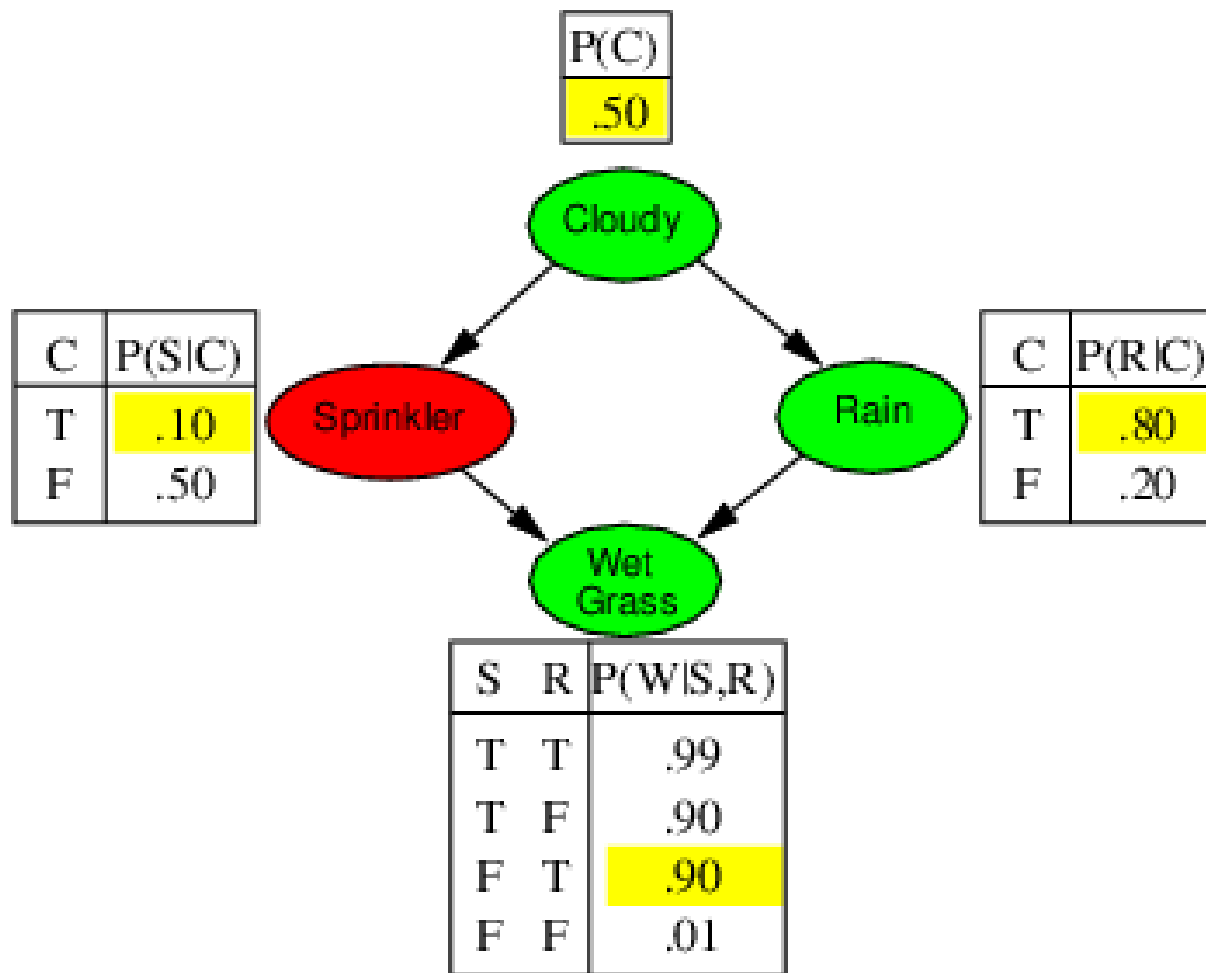 P(C)
.50
Cloudy
C P(S|C)
T .10
F .50
Sprinkler
Rain
C P(R|C)
T .80
F .20
Wet
Grass
S R P(W|S,R)
T T .99
T F .90
F T .90
F F .01